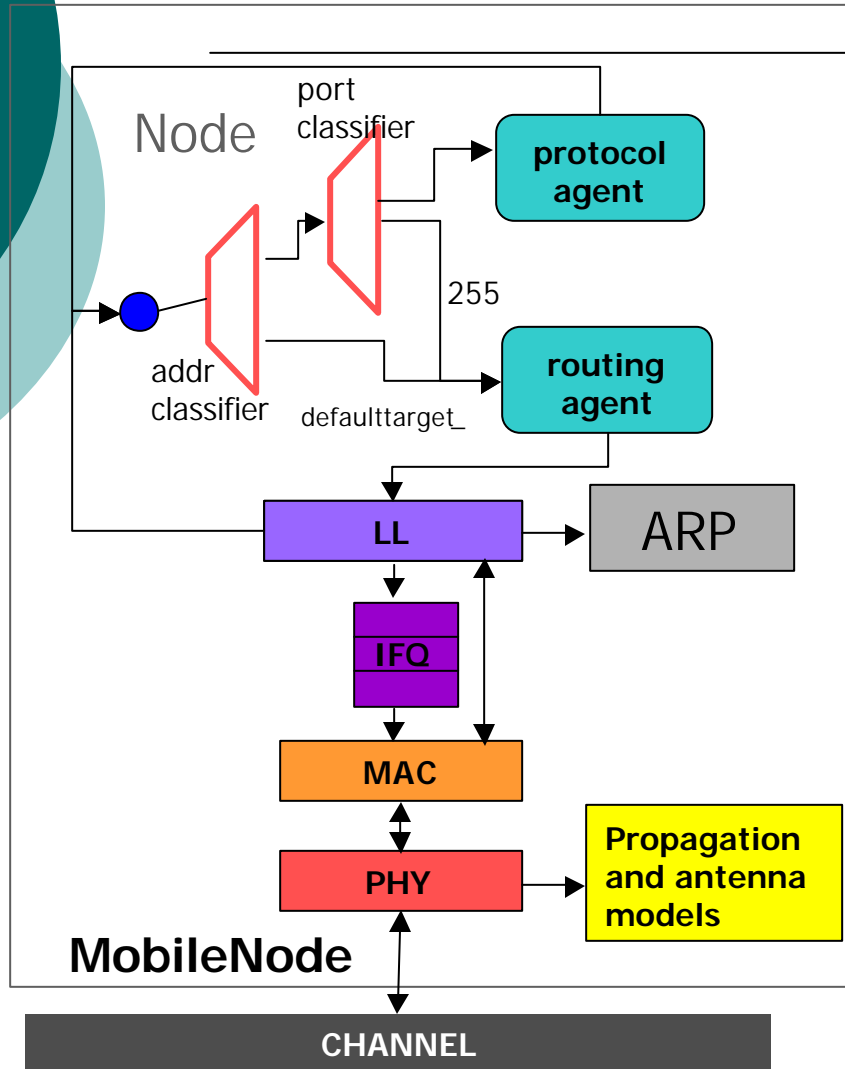 port
classifier
Node
protocol
agent
255
addr
classifier
defaulttarget_
routing
agent
LL
ARP
IFQ
MAC
PHY
Propagation
and antenna
models
MobileNode
CHANNEL